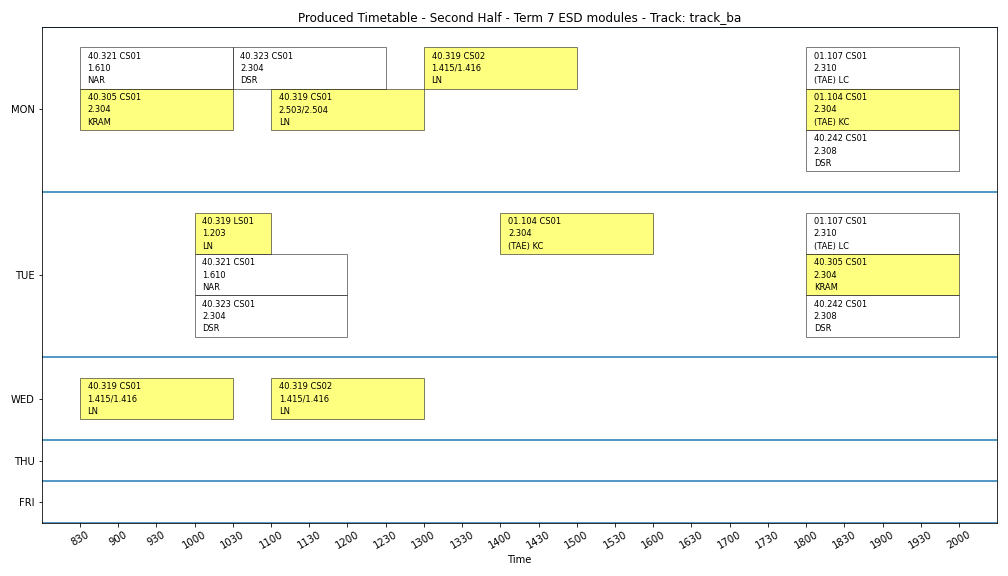 Produced Timetable - Second Half - Term 7 ESD modules - Track: track_ba
MON
40.321 CS01
1.610
NAR
40.323 CS01
2.304
DSR
40.319 CS02
1.415/1.416
LN
01.107 CS01
2.310
(TAE) LC
40.305 CS01
2.304
KRAM
40.319 CS01
2.503/2.504
LN
01.104 CS01
2.304
(TAE) KC
40.242 CS01
2.308
DSR
TUE
40.319 LS01
1.203
LN
01.104 CS01
2.304
(TAE) KC
01.107 CS01
2.310
(TAE) LC
40.321 CS01
1.610
NAR
40.305 CS01
2.304
KRAM
40.323 CS01
2.304
DSR
40.242 CS01
2.308
DSR
WED
40.319 CS01
1.415/1.416
LN
40.319 CS02
1.415/1.416
LN
THU
FRI
830 900 930 1000 1030 1100 1130 1200 1230 1300 1330 1400 1430 1500 1530 1600 1630 1700 1730 1800 1830 1900 1930 2000
Time